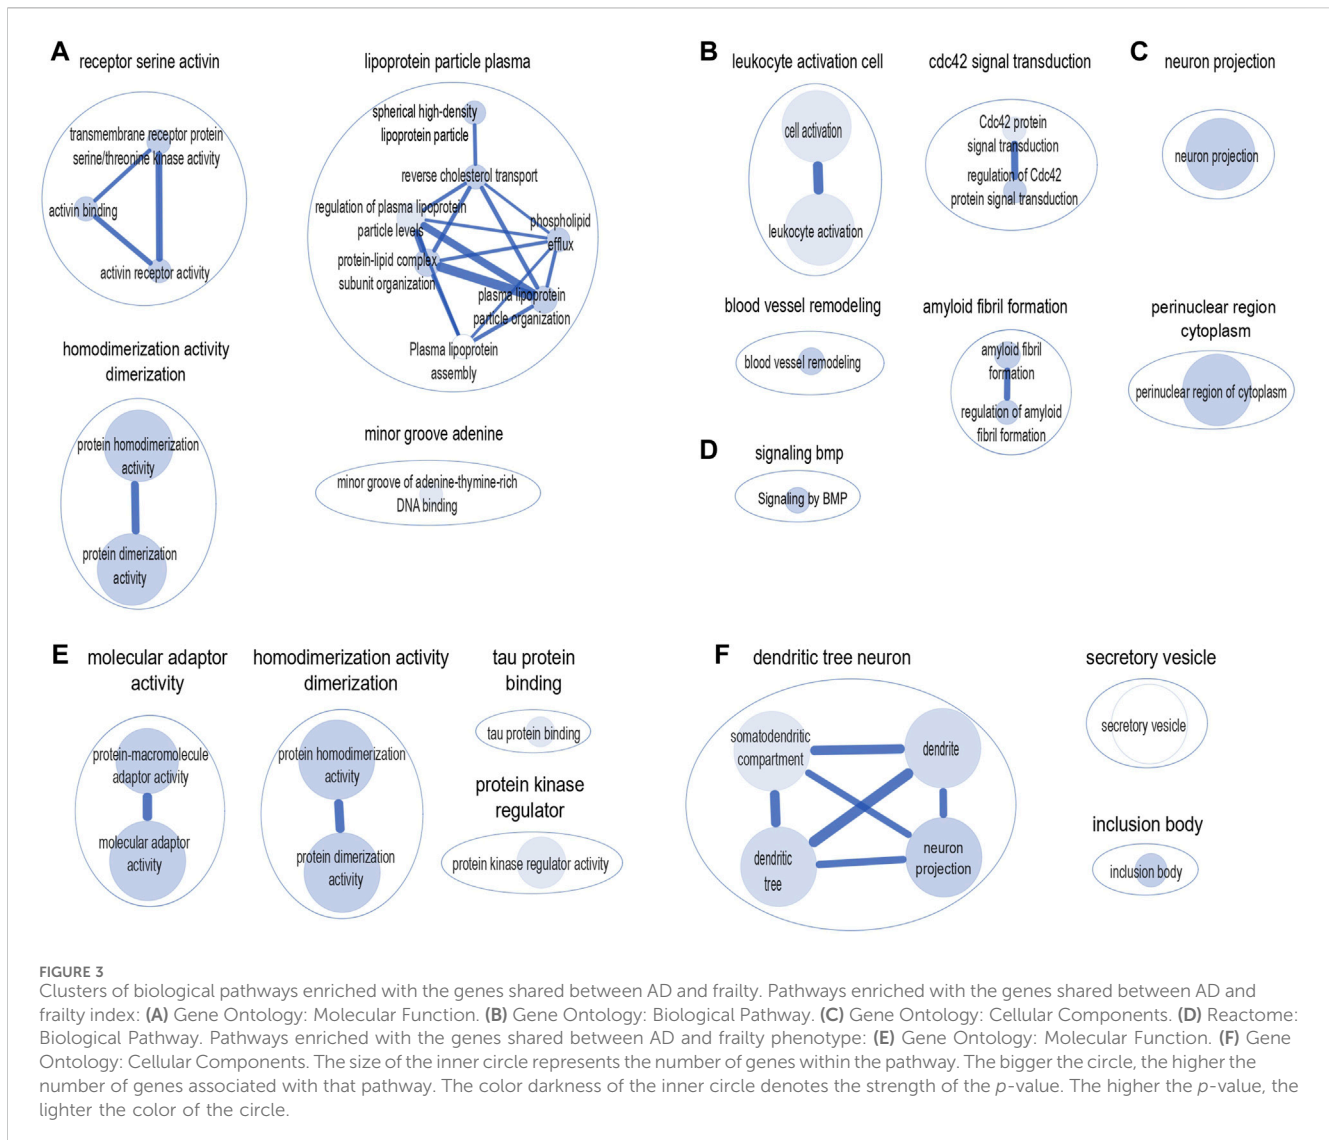 A
receptor serine activin
transmembrane receptor protein
serine/threonine kinase activity
activin binding
activin receptor activity
lipoprotein particle plasma
spherical high-density
lipoprotein particle
reverse cholesterol transport
regulation of plasma lipoprotein
particle levels
phospholipid
efflux
protein-lipid complex
subunit organization
plasma lipoprotein
particle organization
Plasma lipoprotein
assembly
homodimerization activity
dimerization
protein homodimerization
activity
protein dimerization
activity
minor groove adenine
minor groove of adenine-thymine-rich
DNA binding
B
leukocyte activation cell
cell activation
leukocyte activation
cdc42 signal transduction
Cdc42 protein
signal transduction
regulation of Cdc42
protein signal transduction
blood vessel remodeling
blood vessel remodeling
amyloid fibril formation
amyloid fibril
formation
regulation of amyloid
fibril formation
C
neuron projection
neuron projection
perinuclear region
cytoplasm
perinuclear region of cytoplasm
D
signaling bmp
Signaling by BMP
E
molecular adaptor
activity
protein-macromolecule
adaptor activity
molecular adaptor
activity
homodimerization activity
dimerization
protein homodimerization
activity
protein dimerization
activity
tau protein
binding
tau protein binding
protein kinase
regulator
protein kinase regulator activity
F
dendritic tree neuron
somatodendritic
compartment
dendrite
dendritic
tree
neuron
projection
secretory vesicle
secretory vesicle
inclusion body
inclusion body
FIGURE 3
Clusters of biological pathways enriched with the genes shared between AD and frailty. Pathways enriched with the genes shared between AD and
frailty index: (A) Gene Ontology: Molecular Function. (B) Gene Ontology: Biological Pathway. (C) Gene Ontology: Cellular Components. (D) Reactome:
Biological Pathway. Pathways enriched with the genes shared between AD and frailty phenotype: (E) Gene Ontology: Molecular Function. (F) Gene
Ontology: Cellular Components. The size of the inner circle represents the number of genes within the pathway. The bigger the circle, the higher the
number of genes associated with that pathway. The color darkness of the inner circle denotes the strength of the p-value. The higher the p-value, the
lighter the color of the circle.